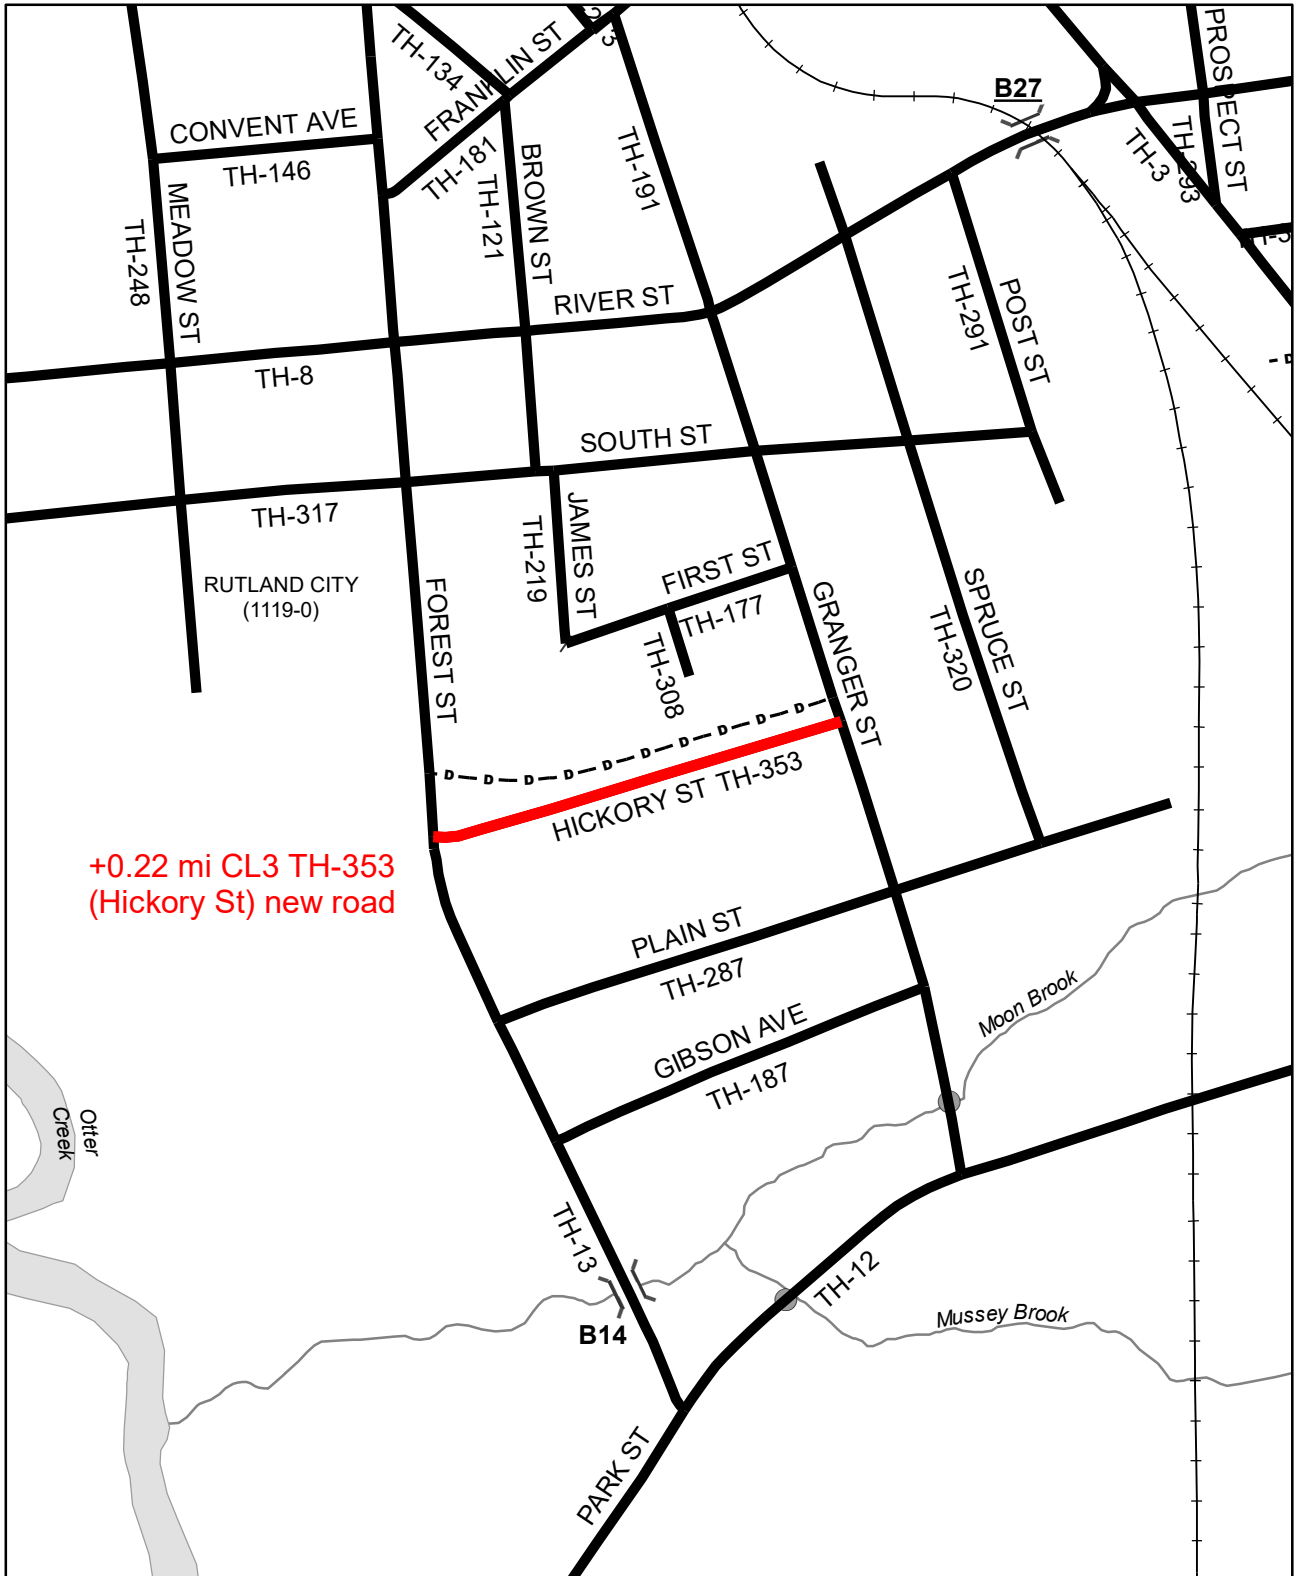 TH-134
FRANKLIN ST
B27
PROSPECT ST
CONVENT AVE
TH-146
TH-181
TH-121
BROWN ST
TH-191
TH-3
TH-293
MEADOW ST
TH-248
RIVER ST
TH-8
TH-291
POST ST
SOUTH ST
TH-317
JAMES ST
TH-219
FIRST ST
TH-177
TH-308
RUTLAND CITY
(1119-0)
FOREST ST
GRANGER ST
SPRUCE ST
TH-320
D D D D D D D D D D
HICKORY ST TH-353
+0.22 mi CL3 TH-353
(Hickory St) new road
PLAIN ST
TH-287
GIBSON AVE
TH-187
Moon Brook
Otter
Creek
TH-13
B14
TH-12
Mussey Brook
PARK ST